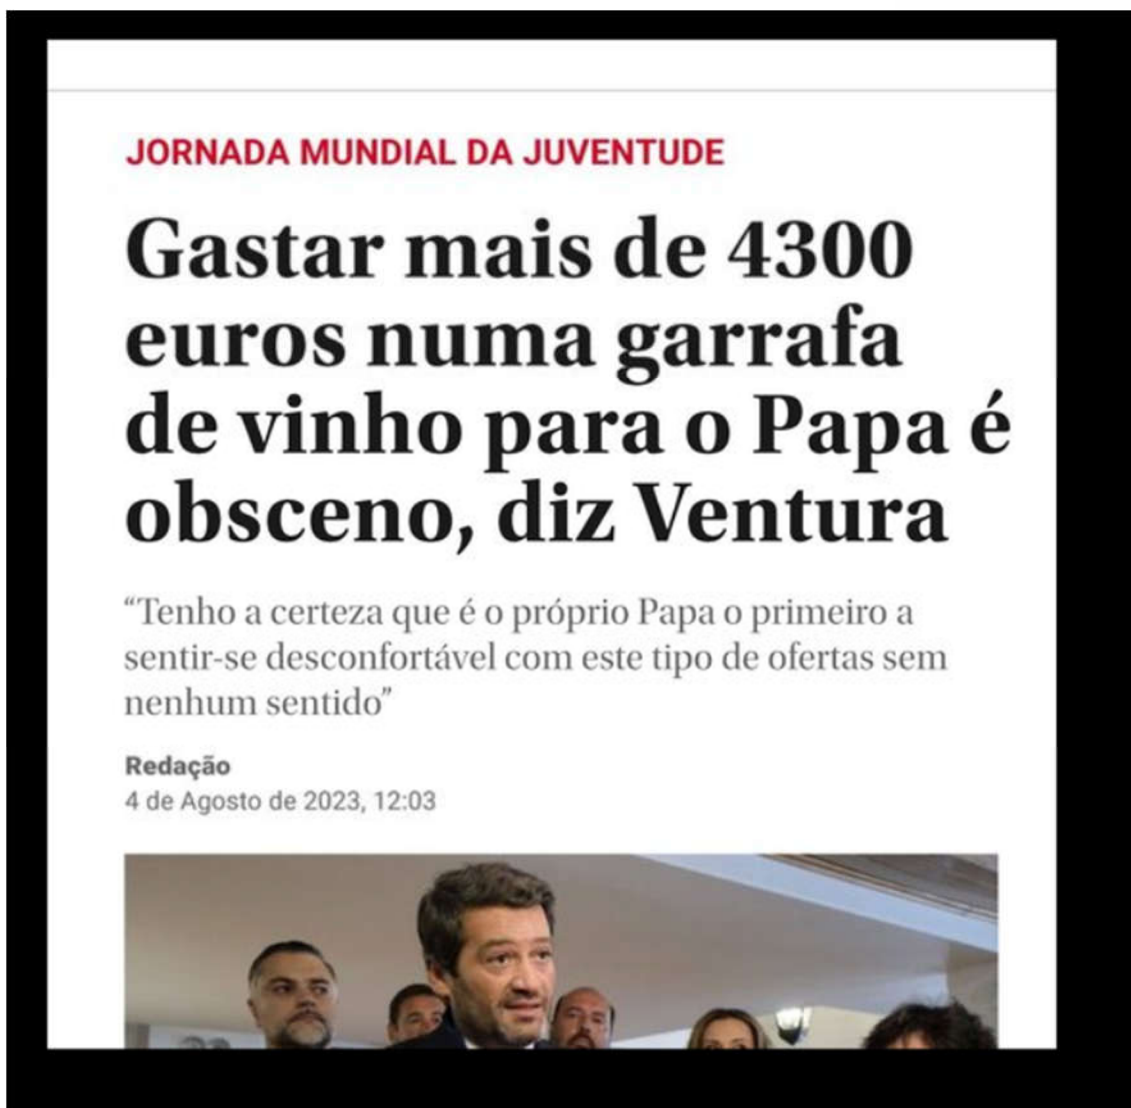 JORNADA MUNDIAL DA JUVENTUDE
Gastar mais de 4300
euros numa garrafa
de vinho para o Papa é
obsceno, diz Ventura
“Tenho a certeza que é o próprio Papa o primeiro a
sentir-se desconfortável com este tipo de ofertas sem
nenhum sentido”
Redação
4 de Agosto de 2023, 12:03